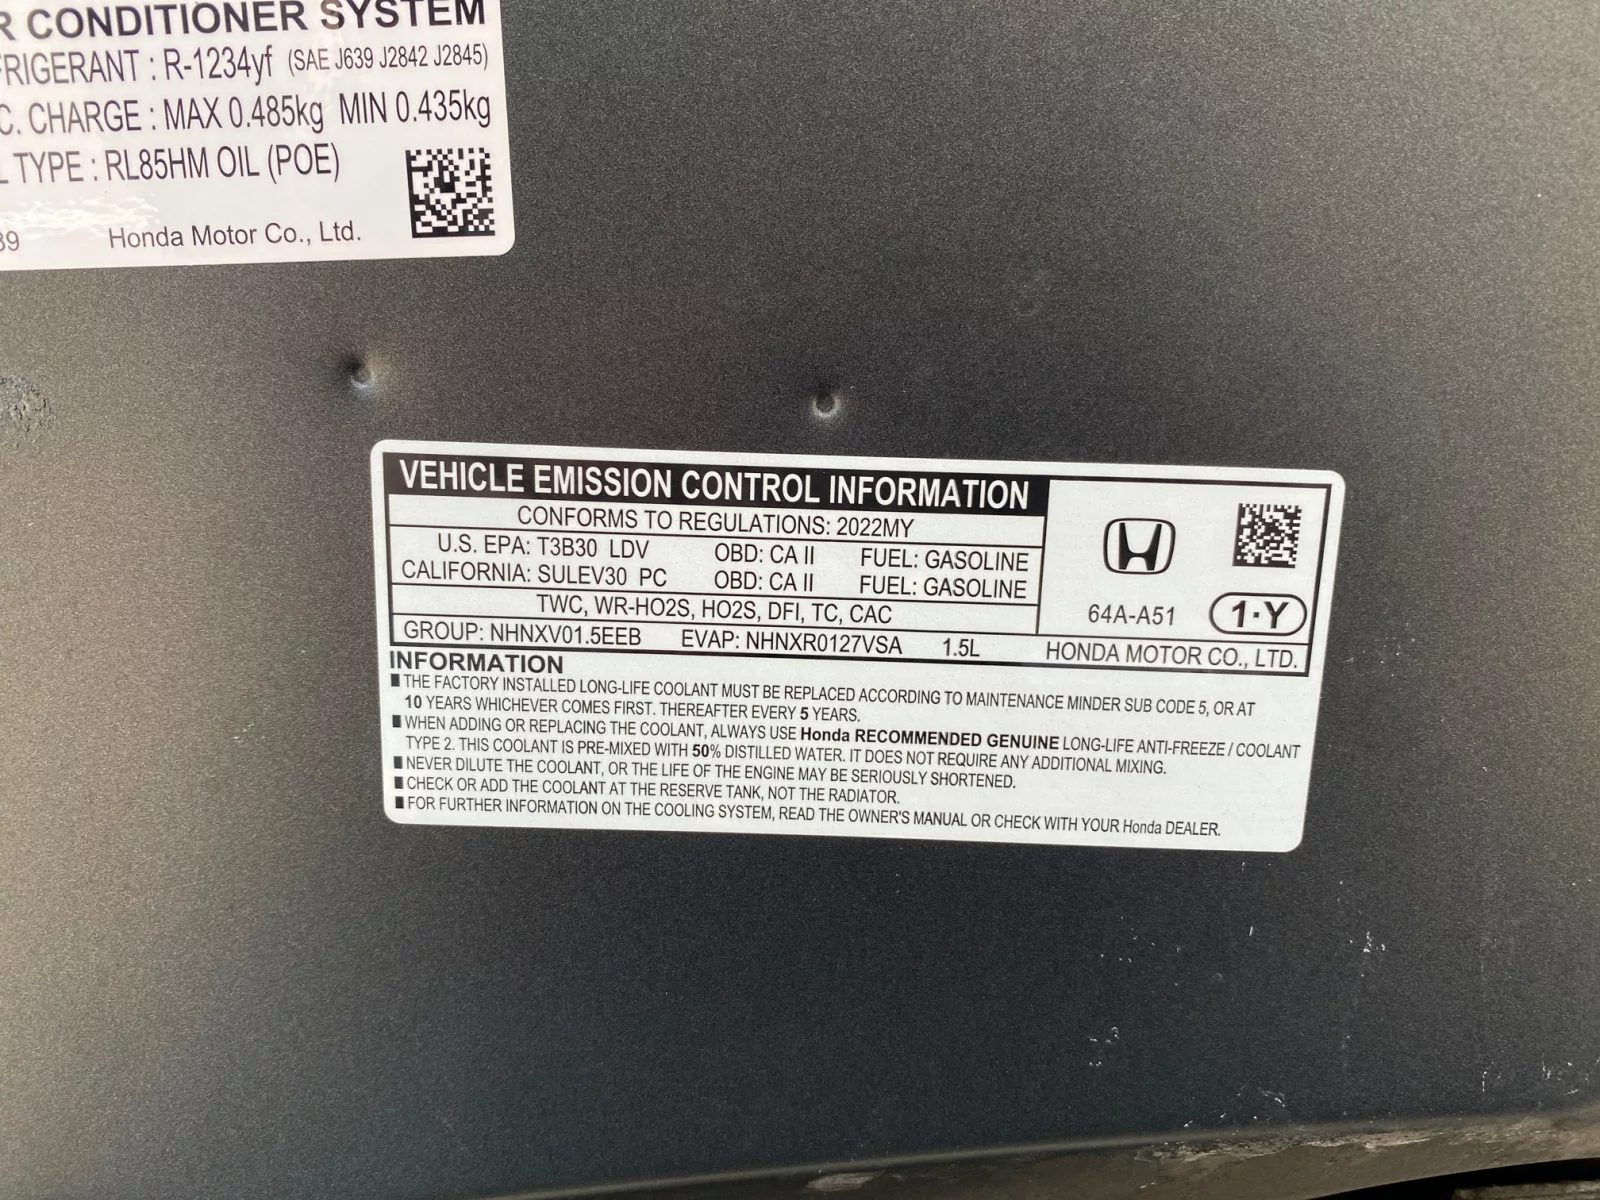 R CONDITIONER SYSTEM
FRIGERANT : R-1234yf (SAE J639 J2842 J2845)
C. CHARGE : MAX 0.485kg MIN 0.435kg
L TYPE : RL85HM OIL (POE)
39 Honda Motor Co., Ltd.
VEHICLE EMISSION CONTROL INFORMATION
CONFORMS TO REGULATIONS: 2022MY
U.S. EPA: T3B30 LDV OBD: CA II FUEL: GASOLINE
CALIFORNIA: SULEV30 PC OBD: CA II FUEL: GASOLINE
TWC, WR-HO2S, HO2S, DFI, TC, CAC
64A-A51 1·Y
GROUP: NHNXV01.5EEB EVAP: NHNXR0127VSA 1.5L HONDA MOTOR CO., LTD.
INFORMATION
THE FACTORY INSTALLED LONG-LIFE COOLANT MUST BE REPLACED ACCORDING TO MAINTENANCE MINDER SUB CODE 5, OR AT
10 YEARS WHICHEVER COMES FIRST. THEREAFTER EVERY 5 YEARS.
WHEN ADDING OR REPLACING THE COOLANT, ALWAYS USE Honda RECOMMENDED GENUINE LONG-LIFE ANTI-FREEZE / COOLANT
TYPE 2. THIS COOLANT IS PRE-MIXED WITH 50% DISTILLED WATER. IT DOES NOT REQUIRE ANY ADDITIONAL MIXING.
NEVER DILUTE THE COOLANT, OR THE LIFE OF THE ENGINE MAY BE SERIOUSLY SHORTENED.
CHECK OR ADD THE COOLANT AT THE RESERVE TANK, NOT THE RADIATOR.
FOR FURTHER INFORMATION ON THE COOLING SYSTEM, READ THE OWNER'S MANUAL OR CHECK WITH YOUR Honda DEALER.